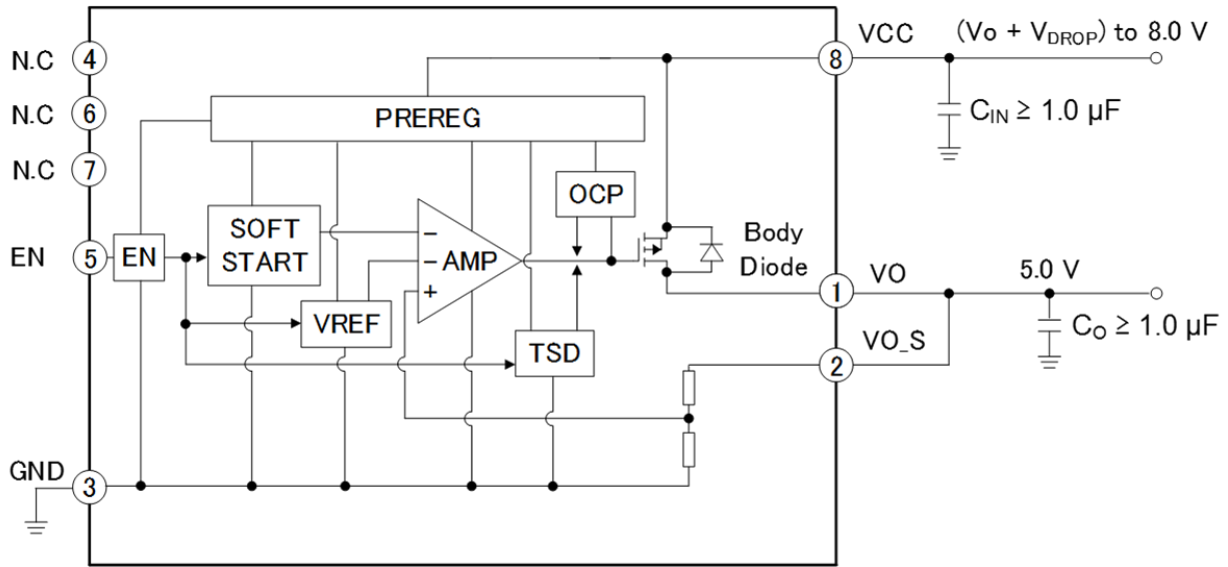 N.C 4
N.C 6
N.C 7
EN 5
GND 3
PREREG
EN
SOFT
START
VREF
AMP
−
−
+
OCP
TSD
Body
Diode
8 VCC (Vo + VDROP) to 8.0 V
CIN ≥ 1.0 µF
1 VO 5.0 V
2 VO_S
CO ≥ 1.0 µF